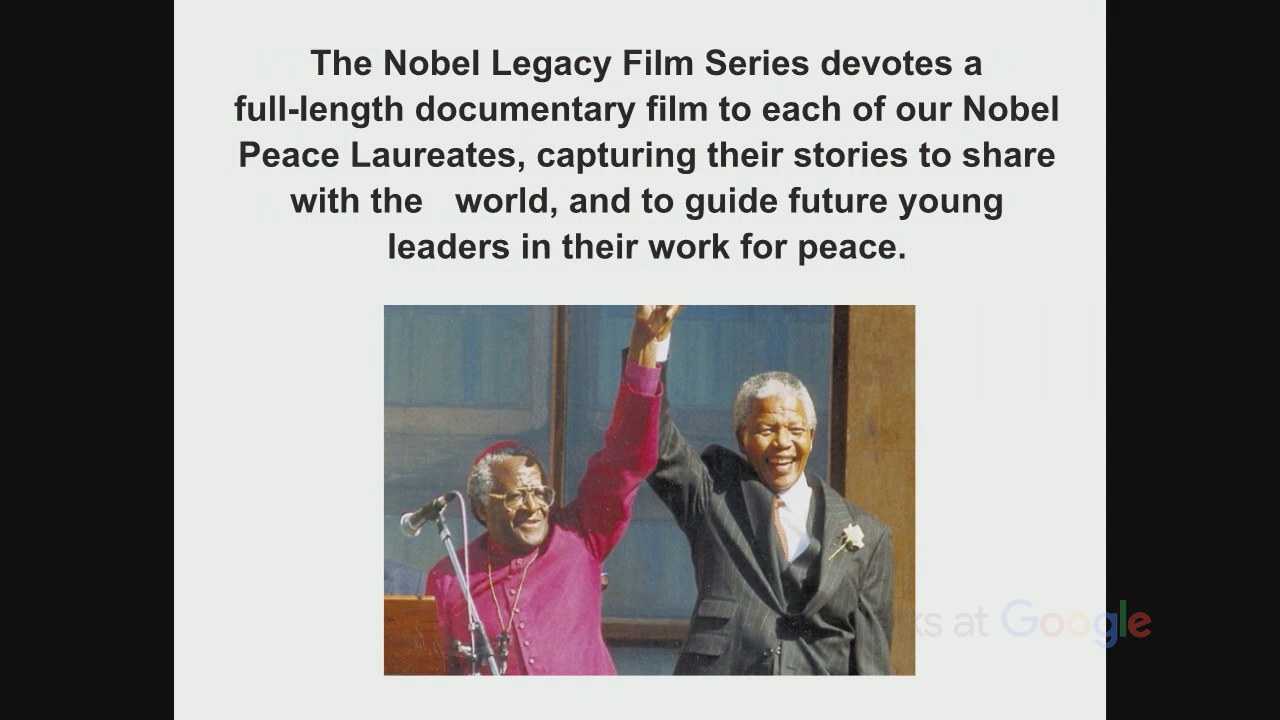 The Nobel Legacy Film Series devotes a
full-length documentary film to each of our Nobel
Peace Laureates, capturing their stories to share
with the world, and to guide future young
leaders in their work for peace.
at Google